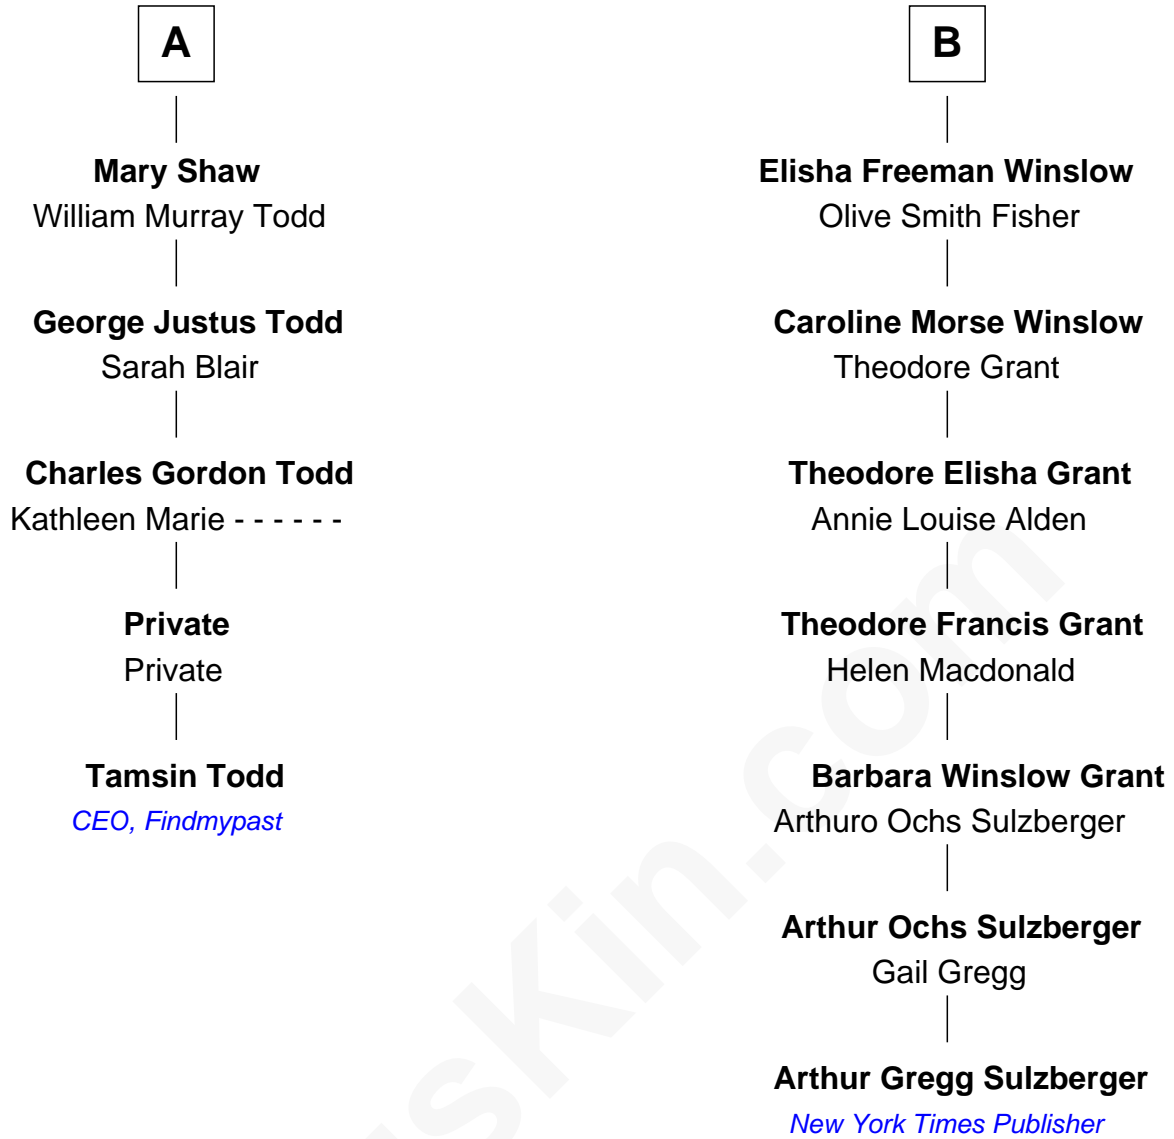 A
Mary Shaw
William Murray Todd
George Justus Todd
Sarah Blair
Charles Gordon Todd
Kathleen Marie - - - - - -
Private
Private
Tamsin Todd
CEO, Findmypast
B
Elisha Freeman Winslow
Olive Smith Fisher
Caroline Morse Winslow
Theodore Grant
Theodore Elisha Grant
Annie Louise Alden
Theodore Francis Grant
Helen Macdonald
Barbara Winslow Grant
Arthuro Ochs Sulzberger
Arthur Ochs Sulzberger
Gail Gregg
Arthur Gregg Sulzberger
New York Times Publisher